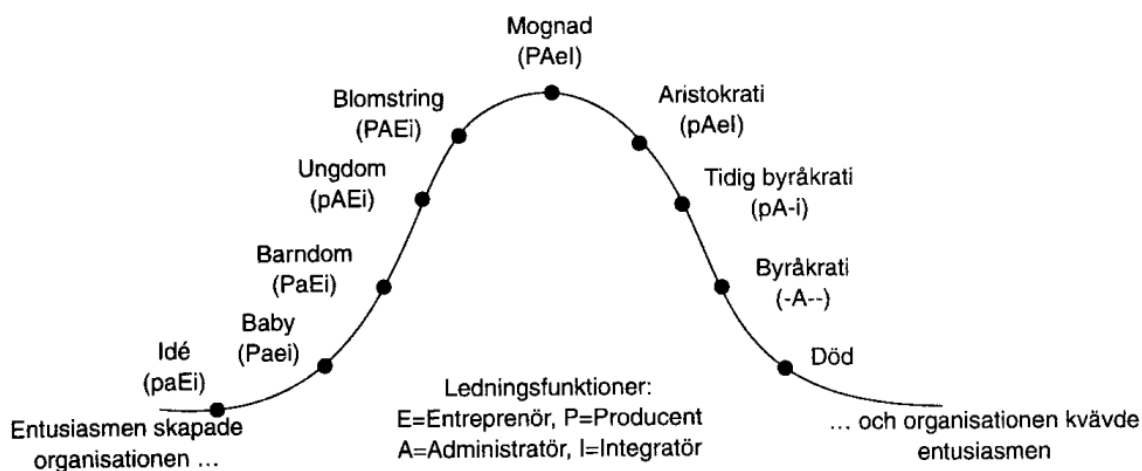 Mognad
(PAeI)
Blomstring
(PAEi)
Aristokrati
(pAeI)
Ungdom
(pAEi)
Tidig byråkrati
(pA-i)
Barndom
(PaEi)
Byråkrati
(-A--)
Baby
(Paei)
Idé
(paEi)
Död
Ledningsfunktioner:
E=Entreprenör, P=Producent
A=Administratör, I=Integratör
Entusiasmen skapade
organisationen ...
... och organisationen kvävde
entusiasmen